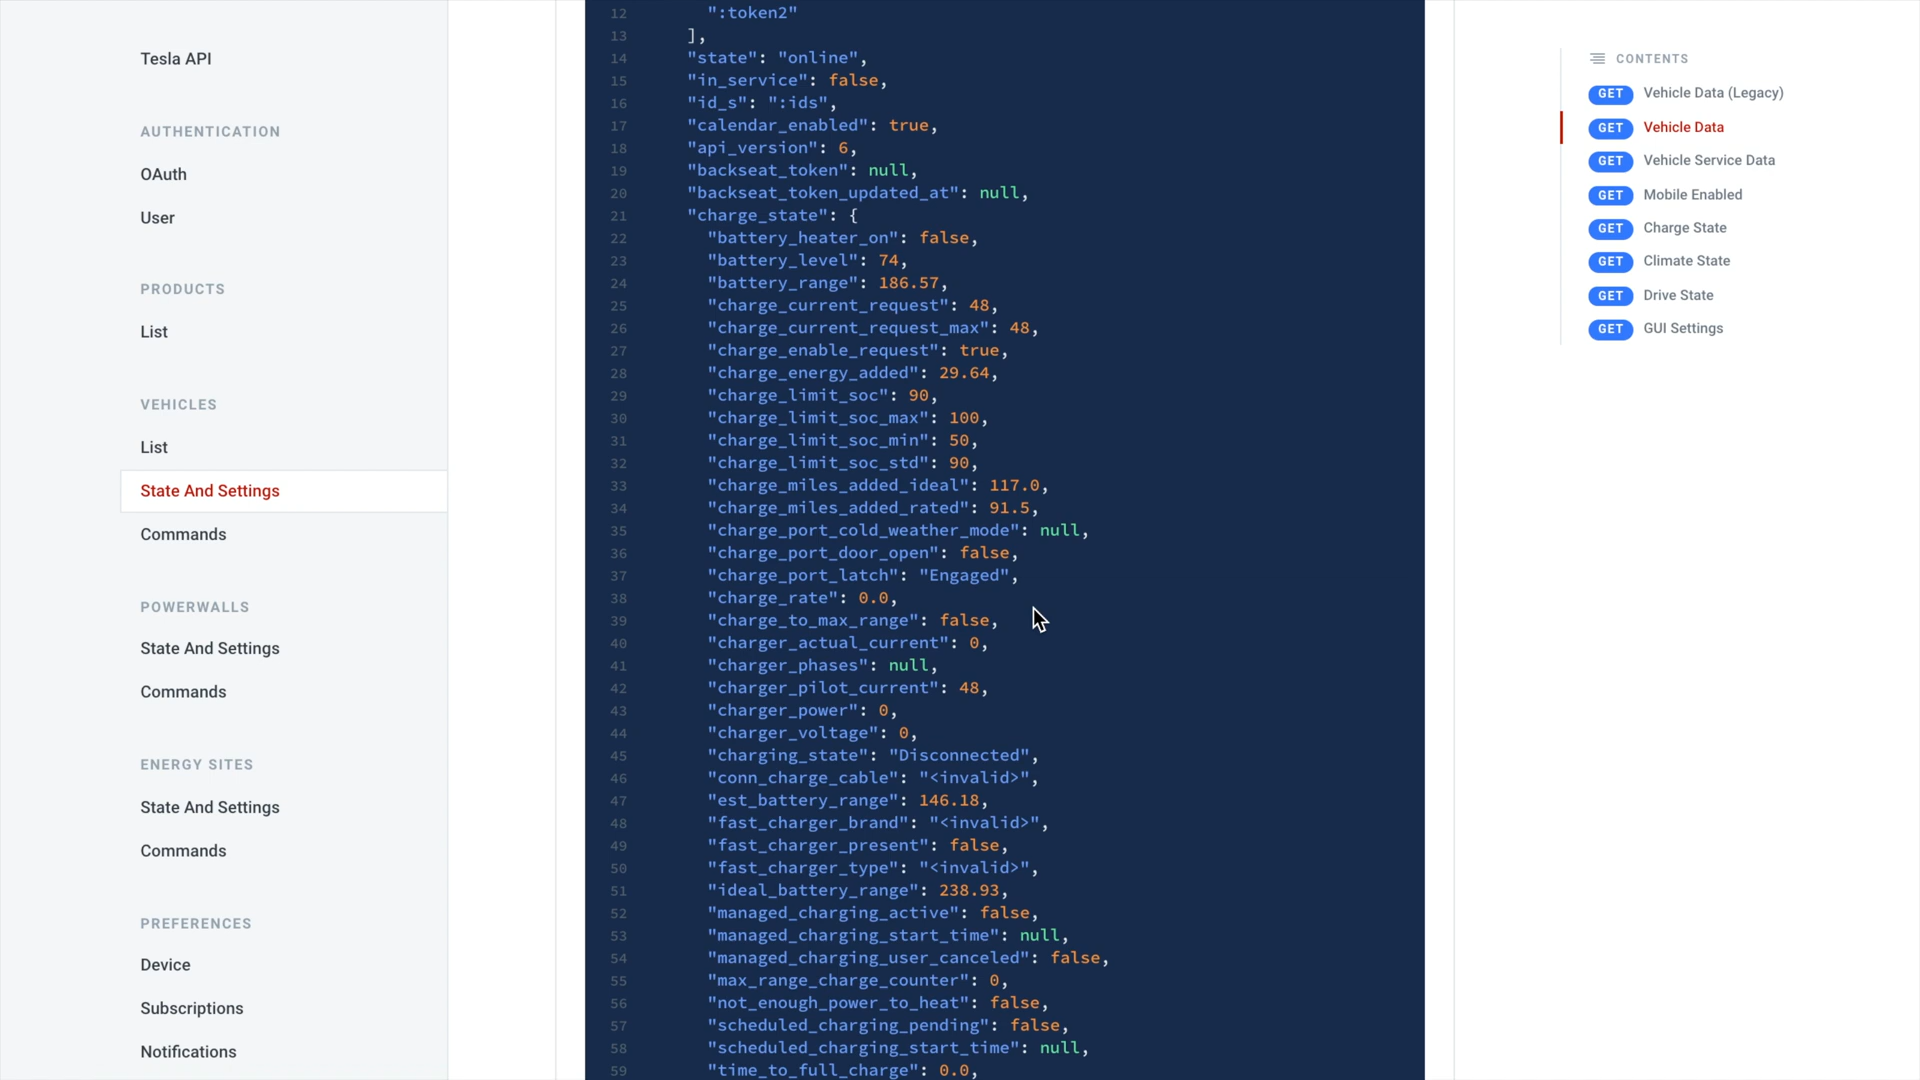 Tesla API
AUTHENTICATION
OAuth
User
PRODUCTS
List
VEHICLES
List
State And Settings
Commands
POWERWALLS
State And Settings
Commands
ENERGY SITES
State And Settings
Commands
PREFERENCES
Device
Subscriptions
Notifications
12 ":token2"
13 ],
14 "state": "online",
15 "in_service": false,
16 "id_s": ":ids",
17 "calendar_enabled": true,
18 "api_version": 6,
19 "backseat_token": null,
20 "backseat_token_updated_at": null,
21 "charge_state": {
22 "battery_heater_on": false,
23 "battery_level": 74,
24 "battery_range": 186.57,
25 "charge_current_request": 48,
26 "charge_current_request_max": 48,
27 "charge_enable_request": true,
28 "charge_energy_added": 29.64,
29 "charge_limit_soc": 90,
30 "charge_limit_soc_max": 100,
31 "charge_limit_soc_min": 50,
32 "charge_limit_soc_std": 90,
33 "charge_miles_added_ideal": 117.0,
34 "charge_miles_added_rated": 91.5,
35 "charge_port_cold_weather_mode": null,
36 "charge_port_door_open": false,
37 "charge_port_latch": "Engaged",
38 "charge_rate": 0.0,
39 "charge_to_max_range": false,
40 "charger_actual_current": 0,
41 "charger_phases": null,
42 "charger_pilot_current": 48,
43 "charger_power": 0,
44 "charger_voltage": 0,
45 "charging_state": "Disconnected",
46 "conn_charge_cable": "<invalid>",
47 "est_battery_range": 146.18,
48 "fast_charger_brand": "<invalid>",
49 "fast_charger_present": false,
50 "fast_charger_type": "<invalid>",
51 "ideal_battery_range": 238.93,
52 "managed_charging_active": false,
53 "managed_charging_start_time": null,
54 "managed_charging_user_canceled": false,
55 "max_range_charge_counter": 0,
56 "not_enough_power_to_heat": false,
57 "scheduled_charging_pending": false,
58 "scheduled_charging_start_time": null,
59 "time_to_full_charge": 0.0,
CONTENTS
GET Vehicle Data (Legacy)
GET Vehicle Data
GET Vehicle Service Data
GET Mobile Enabled
GET Charge State
GET Climate State
GET Drive State
GET GUI Settings